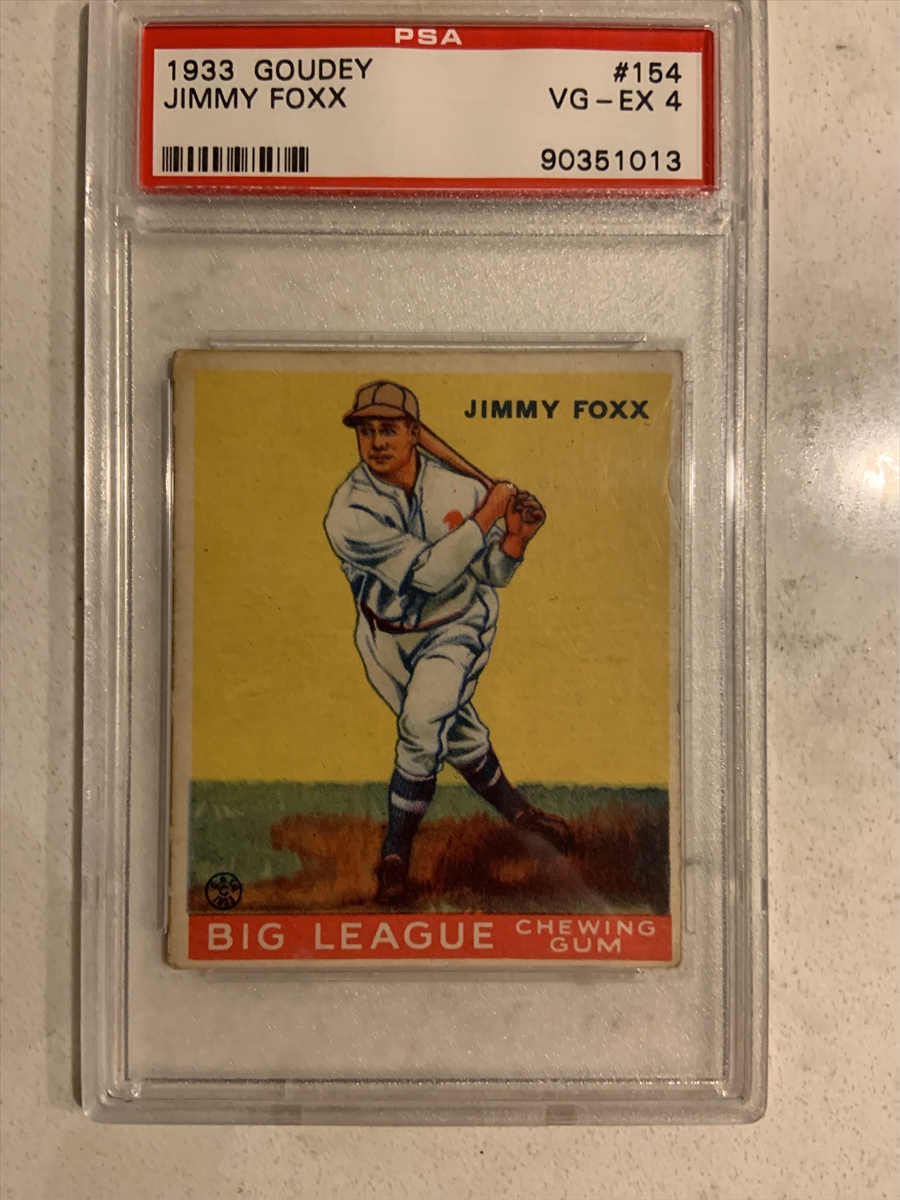 PSA
1933 GOUDEY #154
JIMMY FOXX VG-EX 4
90351013
JIMMY FOXX
BIG LEAGUE CHEWING GUM